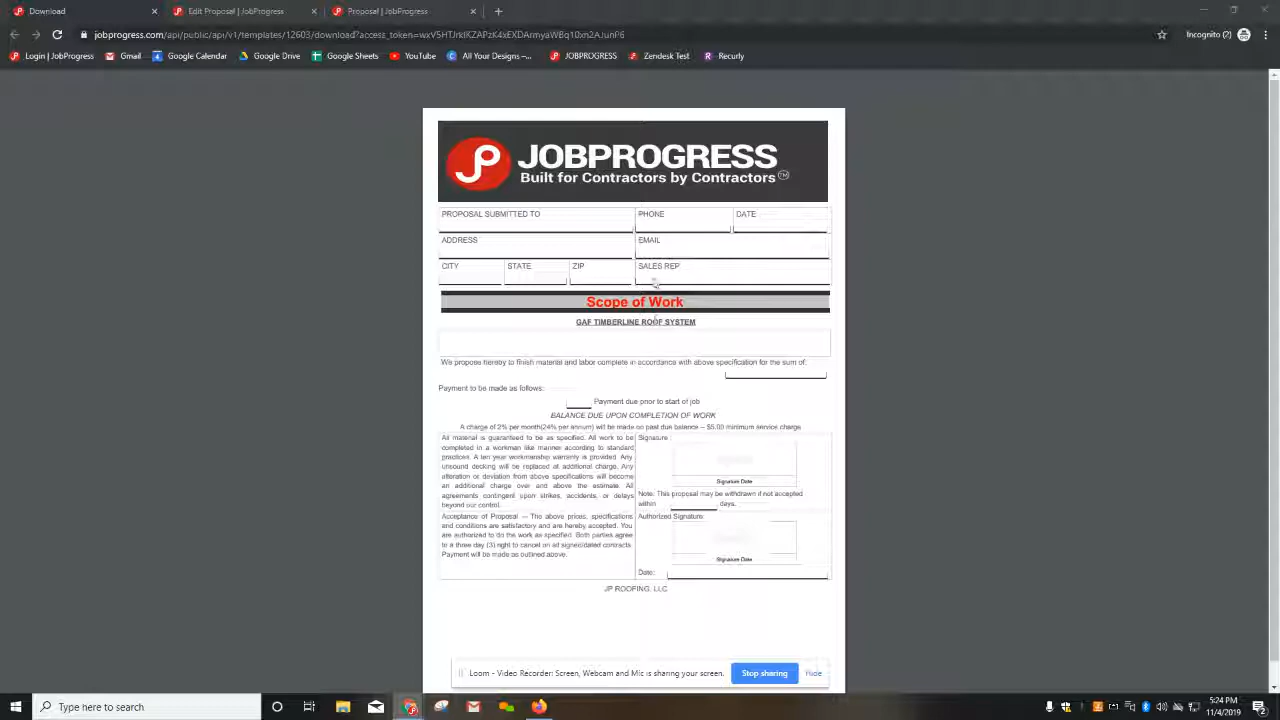 Download
Edit Proposal | JobProgress
Proposal | JobProgress
Incognito (2)
Login | JobProgress
Gmail
Google Calendar
Google Drive
Google Sheets
YouTube
All Your Designs –...
JOBPROGRESS
Zendesk Test
Recurly
JP JOBPROGRESS
Built for Contractors by Contractors TM
PROPOSAL SUBMITTED TO
PHONE
DATE
ADDRESS
EMAIL
CITY
STATE
ZIP
SALES REP
Scope of Work
GAF TIMBERLINE ROOF SYSTEM
We propose hereby to finish material and labor complete in accordance with above specification for the sum of:
Payment to be made as follows:
Payment due prior to start of job
BALANCE DUE UPON COMPLETION OF WORK
A charge of 2% per month(24% per annum) will be made on past due balance – $5.00 minimum service charge
All material is guaranteed to be as specified. All work to be
completed in a workman like manner according to standard
practices. A ten year workmanship warranty is provided. Any
unsound decking will be replaced at additional charge. Any
alteration or deviation from above specifications will become
an additional charge over and above the estimate. All
agreements contingent upon strikes, accidents, or delays
beyond our control.
Acceptance of Proposal — The above prices, specifications
and conditions are satisfactory and are hereby accepted. You
are authorized to do the work as specified. Both parties agree
to a three day (3) right to cancel on all signed/dated contracts.
Payment will be made as outlined above.
Signature
Signature Date
Note: This proposal may be withdrawn if not accepted
within days.
Authorized Signature:
Signature Date
Date:
JP ROOFING, LLC
Loom - Video Recorder: Screen, Webcam and Mic is sharing your screen.
Stop sharing
Hide
Type here to search
5:24 PM
11/4/2019